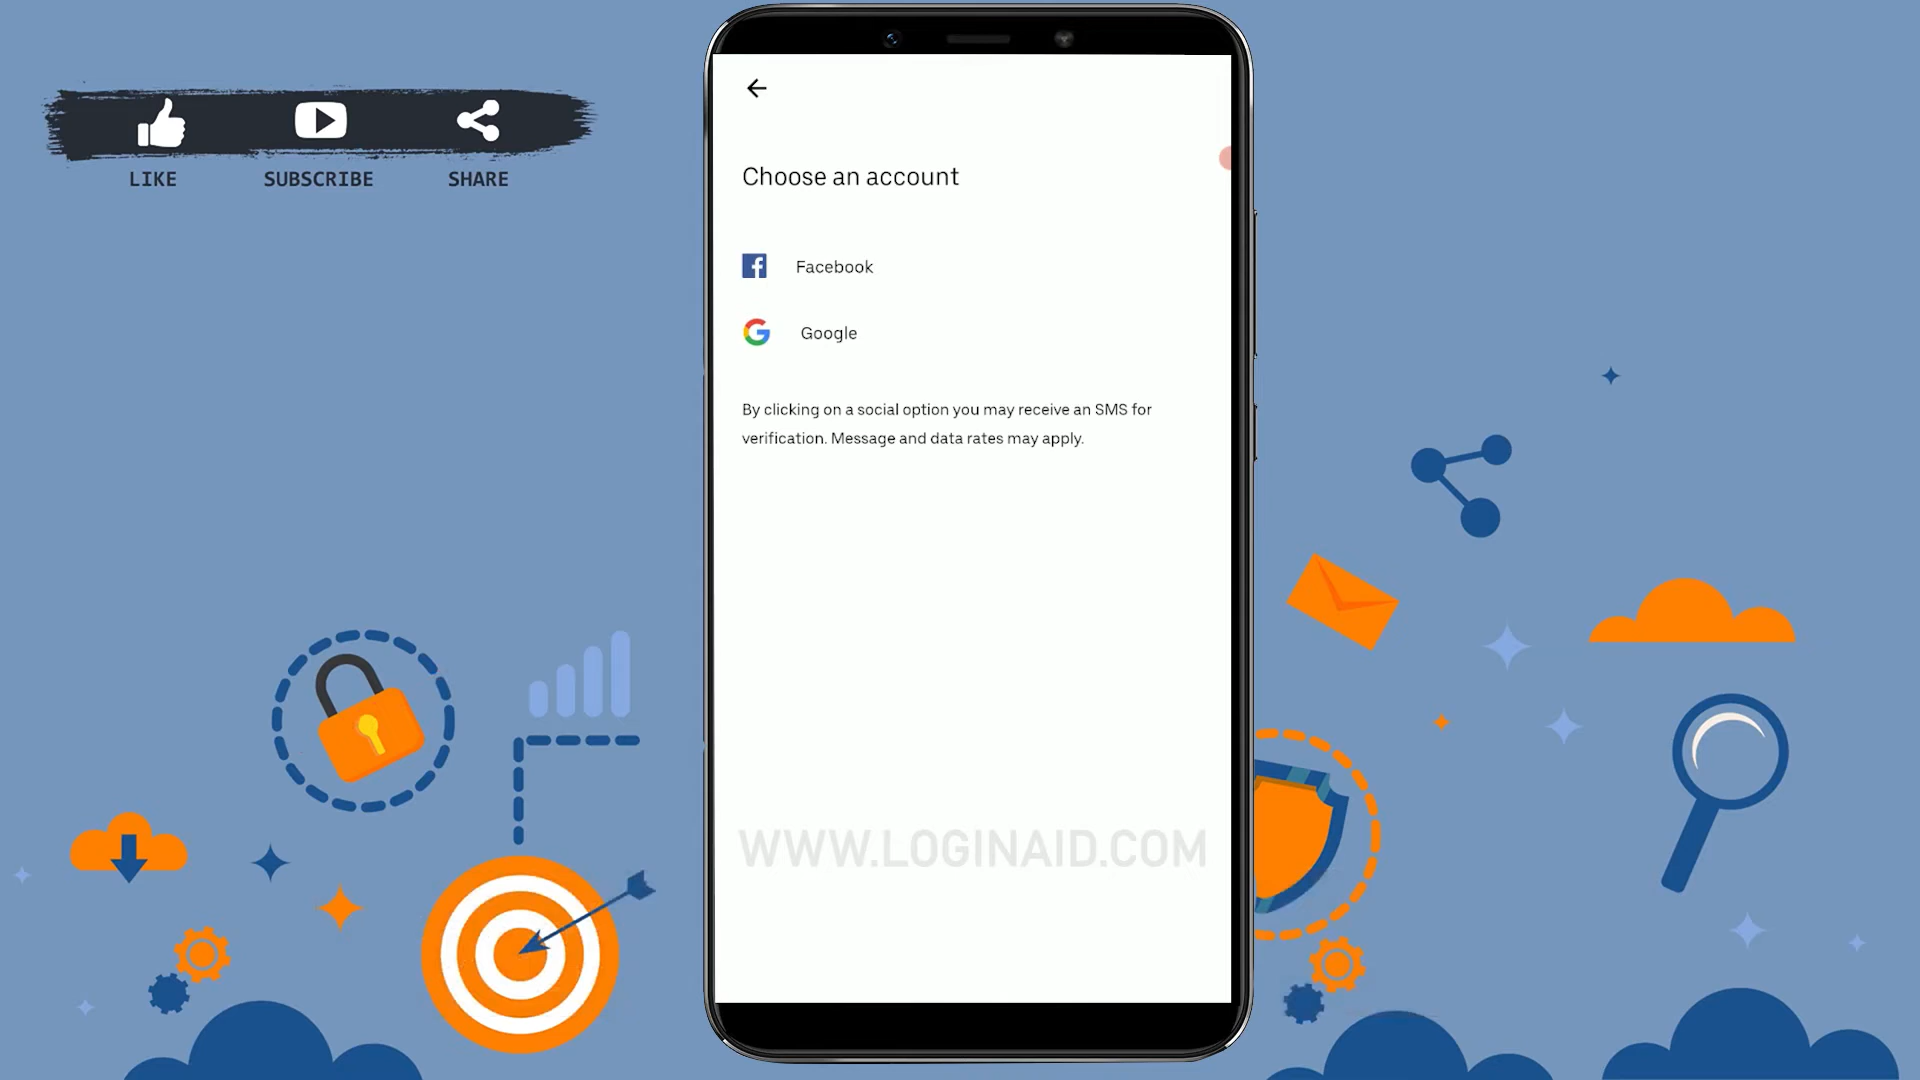 LIKE
SUBSCRIBE
SHARE
Choose an account
Facebook
Google
By clicking on a social option you may receive an SMS for
verification. Message and data rates may apply.
WWW.LOGINAID.COM